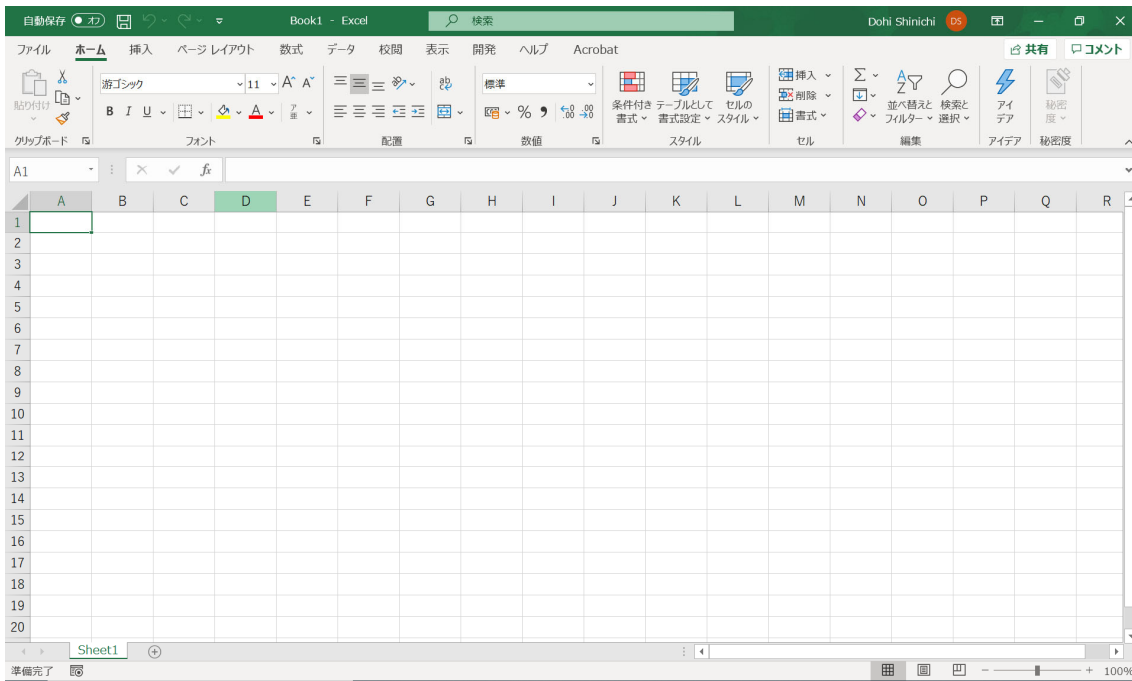 自動保存 オフ Book1 - Excel 検索 Dohi Shinichi DS
ファイル ホーム 挿入 ページ レイアウト 数式 データ 校閲 表示 開発 ヘルプ Acrobat 共有 コメント
貼り付け
游ゴシック 11 A^ A˅ ab
B I U A ア亜
標準
% 9 .00 .0
条件付き書式
テーブルとして書式設定
セルのスタイル
挿入
削除
書式
Σ
並べ替えとフィルター
検索と選択
アイデア
秘密度
クリップボード フォント 配置 数値 スタイル セル 編集 アイデア 秘密度
A1 fx
A B C D E F G H I J K L M N O P Q R
1
2
3
4
5
6
7
8
9
10
11
12
13
14
15
16
17
18
19
20
Sheet1
準備完了 100%